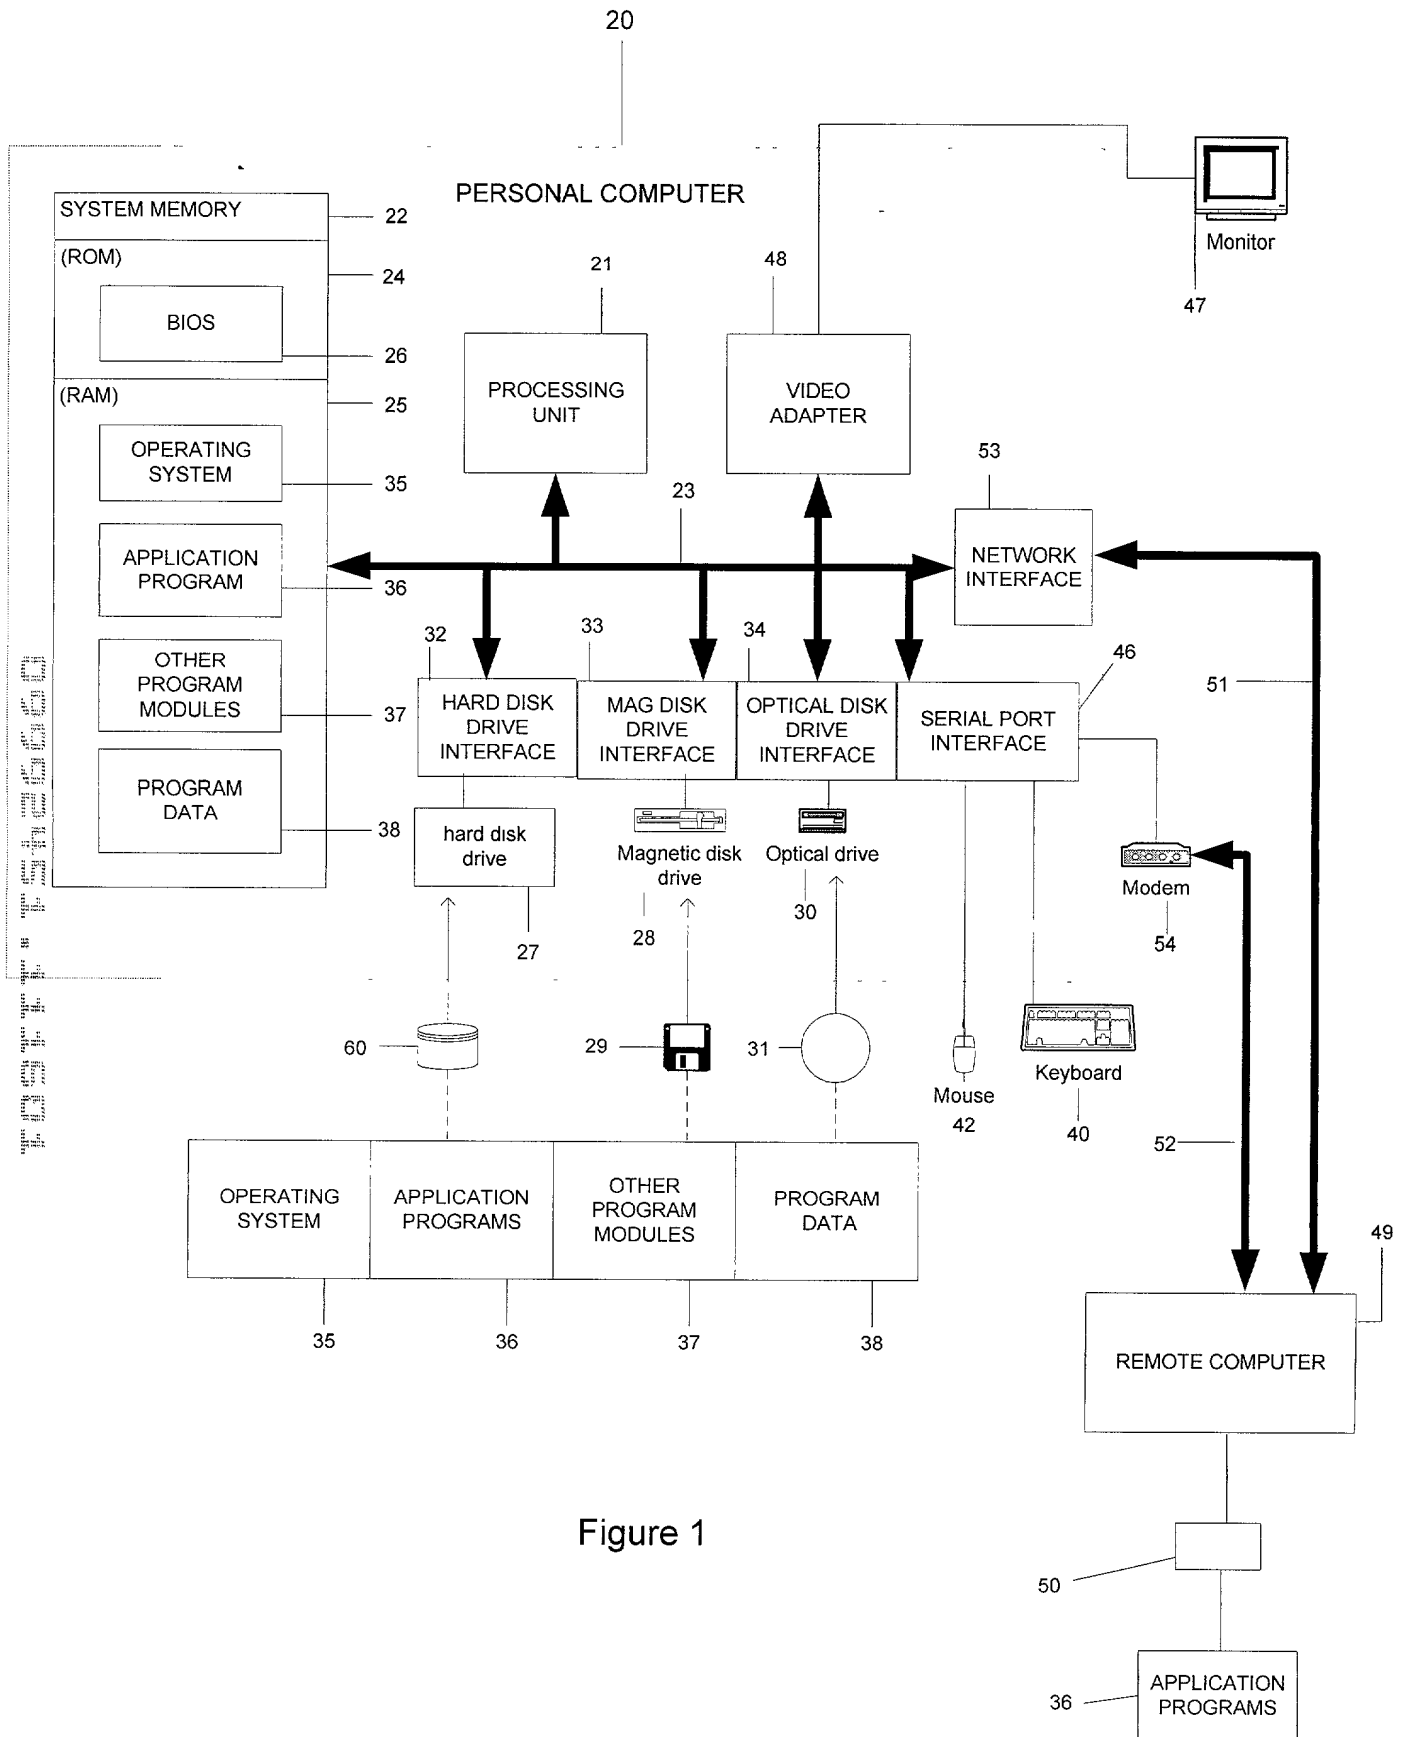 20
PERSONAL COMPUTER
SYSTEM MEMORY
22
(ROM)
24
BIOS
26
(RAM)
25
OPERATING
SYSTEM
35
APPLICATION
PROGRAM
36
OTHER
PROGRAM
MODULES
37
PROGRAM
DATA
38
21
PROCESSING
UNIT
48
VIDEO
ADAPTER
Monitor
47
23
53
NETWORK
INTERFACE
32
HARD DISK
DRIVE
INTERFACE
33
MAG DISK
DRIVE
INTERFACE
34
OPTICAL DISK
DRIVE
INTERFACE
46
SERIAL PORT
INTERFACE
51
hard disk
drive
27
Magnetic disk
drive
28
Optical drive
30
Modem
54
60
29
31
Mouse
42
Keyboard
40
52
OPERATING
SYSTEM
APPLICATION
PROGRAMS
OTHER
PROGRAM
MODULES
PROGRAM
DATA
35
36
37
38
49
REMOTE COMPUTER
Figure 1
50
36
APPLICATION
PROGRAMS